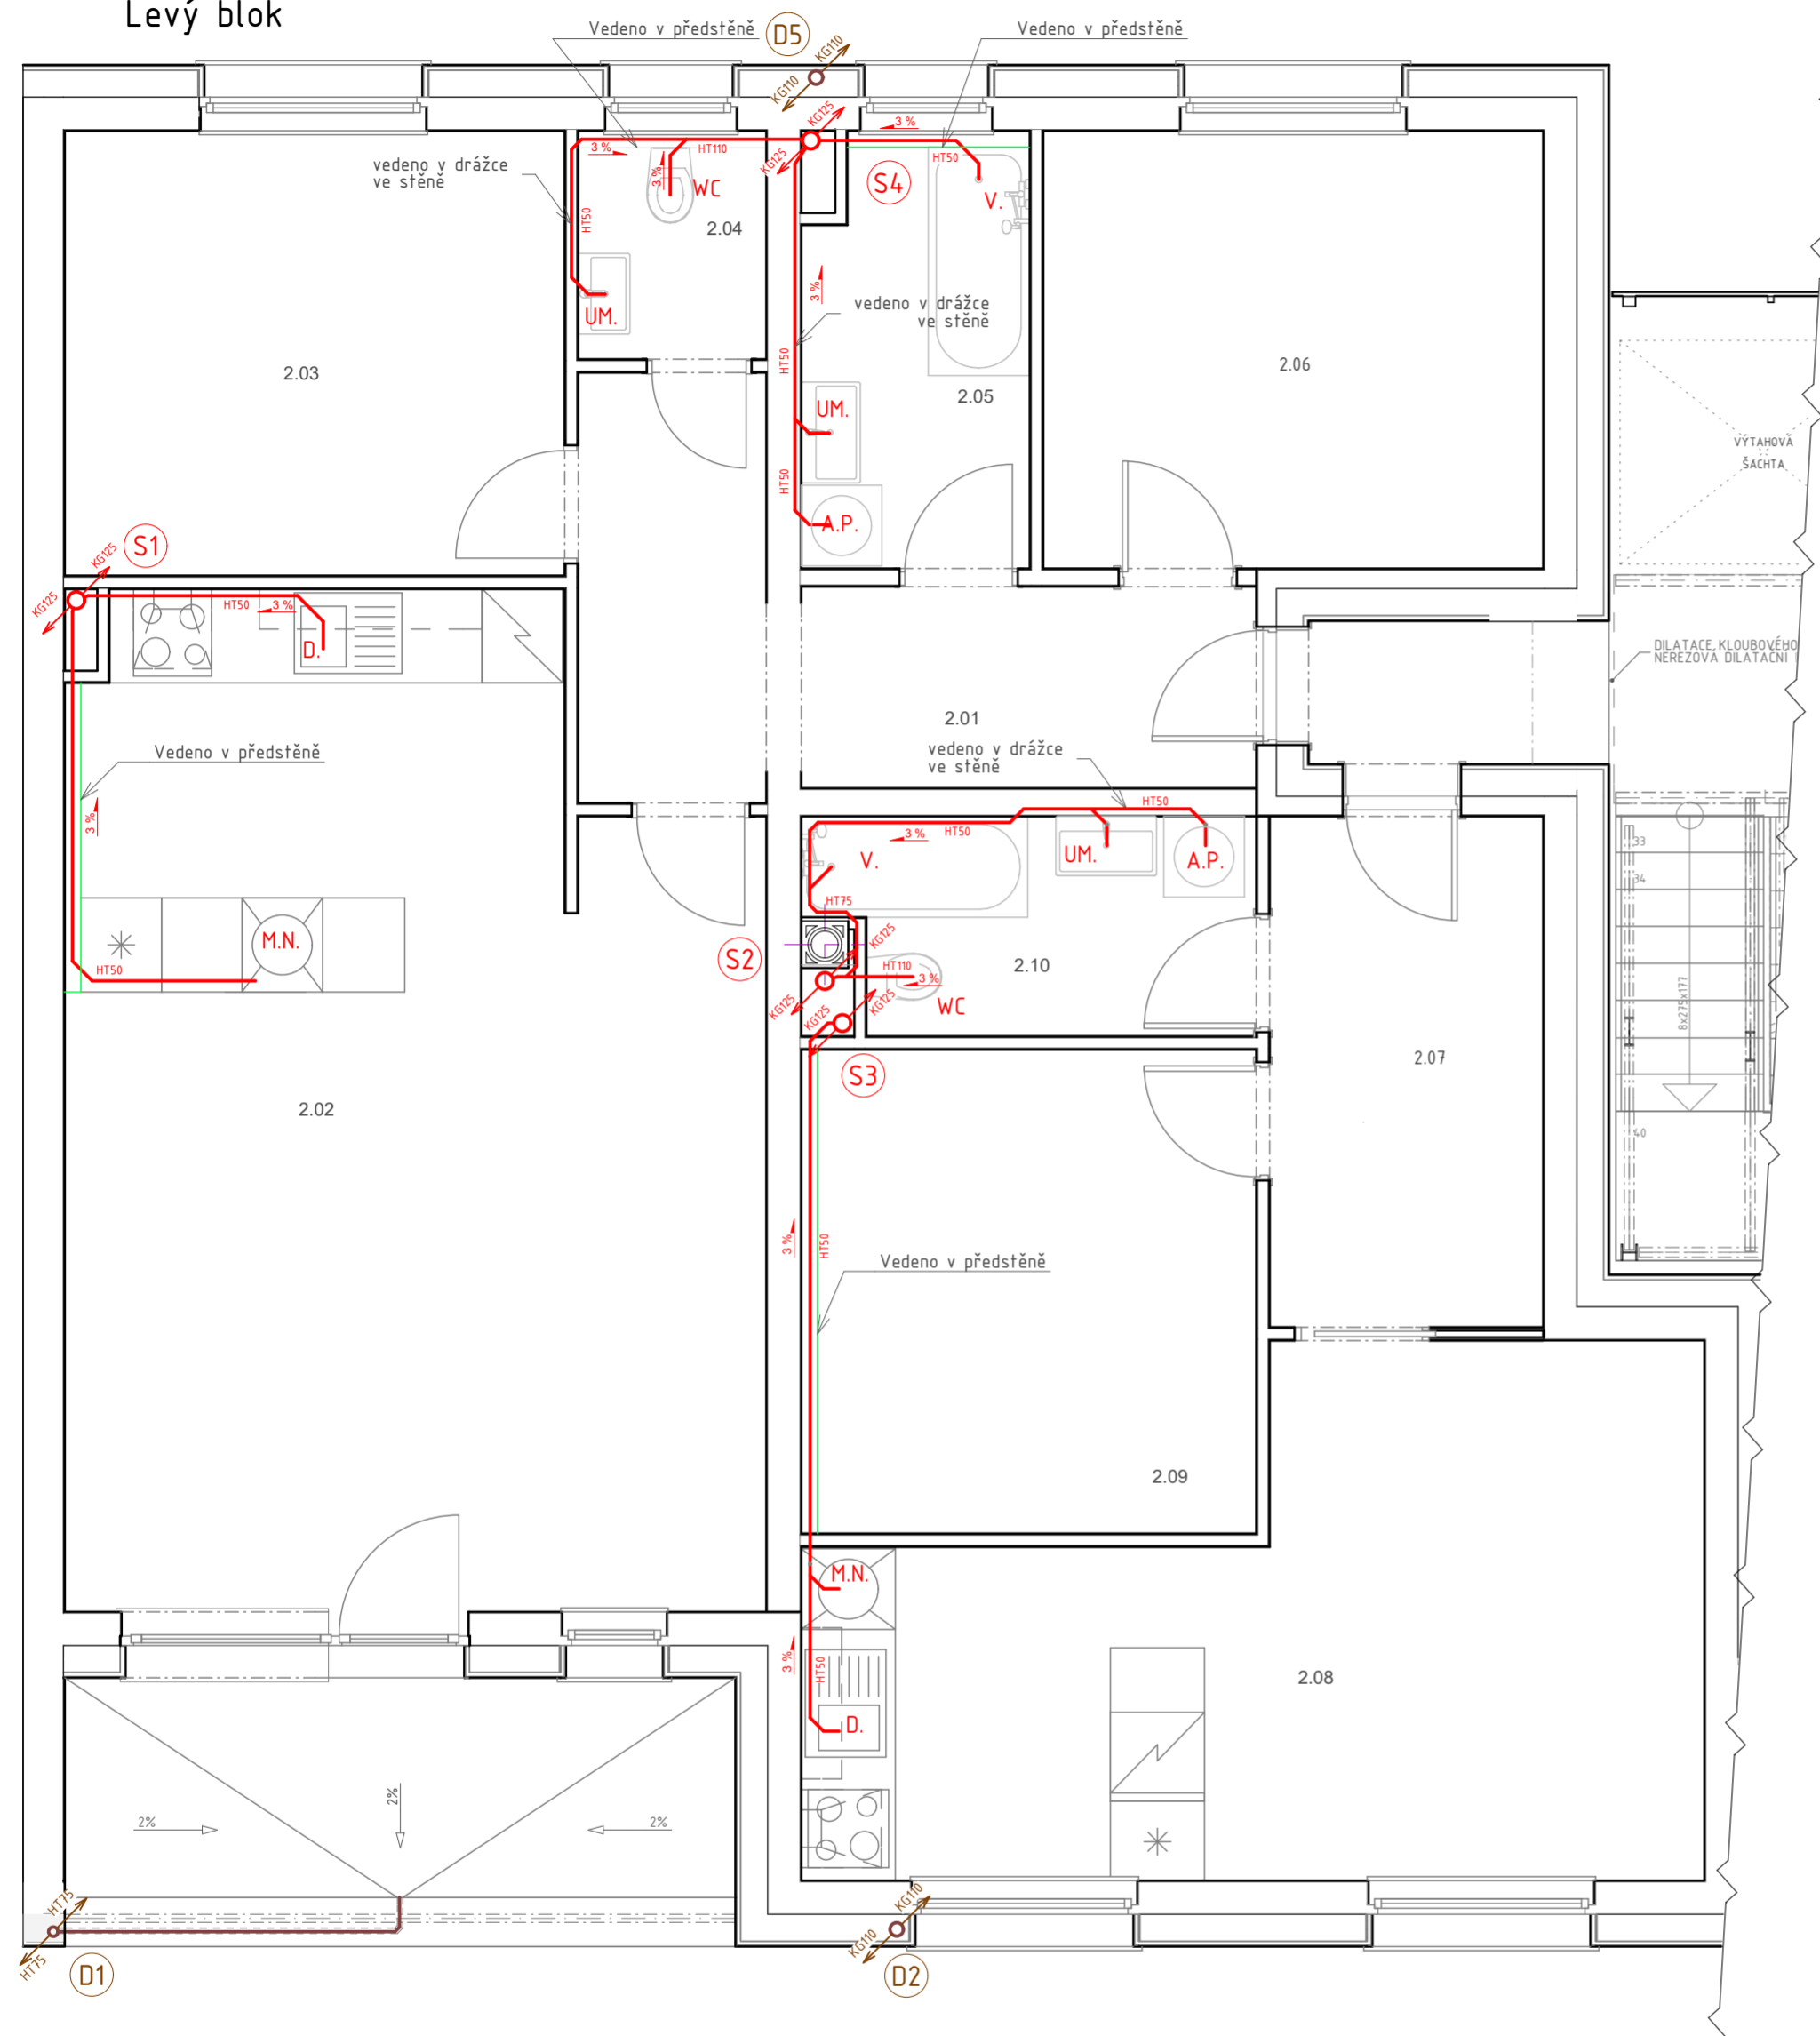 Levý blok
Vedeno v předstěně
D5
KG110
KG110
Vedeno v předstěně
KG125
KG125
3 %
3 %
HT110
HT50
S4
vedeno v drážce
ve stěně
3 %
WC
V.
2.04
HT50
3 %
UM.
vedeno v drážce
ve stěně
HT50
2.03
2.06
2.05
UM.
VÝTAHOVÁ
ŠACHTA
HT50
A.P.
S1
KG125
KG125
HT50
3 %
D.
DILATACE, KLOUBOVÉHO
NEREZOVÁ DILATAČNÍ
2.01
Vedeno v předstěně
vedeno v drážce
ve stěně
3 %
HT50
HT50
3 %
V.
UM.
A.P.
33
34
HT75
M.N.
S2
KG125
HT110
3 %
2.10
HT50
KG125
KG125
KG125
WC
8x275x177
2.07
S3
2.02
40
3 %
HT50
Vedeno v předstěně
2.09
M.N.
3 %
HT50
2.08
D.
2%
2%
2%
HT75
HT75
D1
KG110
KG110
D2